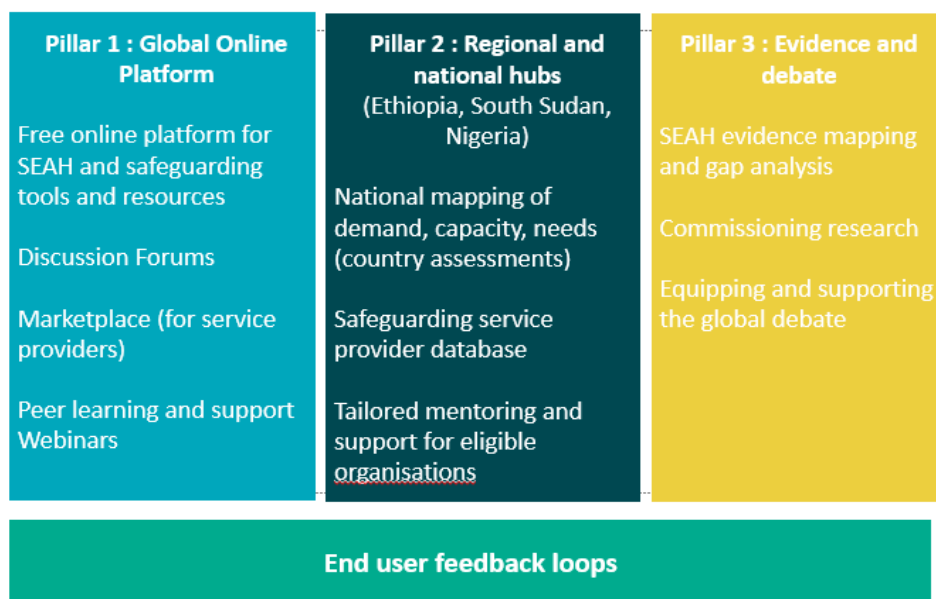 Pillar 1 : Global Online
Platform
Free online platform for
SEAH and safeguarding
tools and resources
Discussion Forums
Marketplace (for service
providers)
Peer learning and support
Webinars
Pillar 2 : Regional and
national hubs
(Ethiopia, South Sudan,
Nigeria)
National mapping of
demand, capacity, needs
(country assessments)
Safeguarding service
provider database
Tailored mentoring and
support for eligible
organisations
Pillar 3 : Evidence and
debate
SEAH evidence mapping
and gap analysis
Commissioning research
Equipping and supporting
the global debate
End user feedback loops